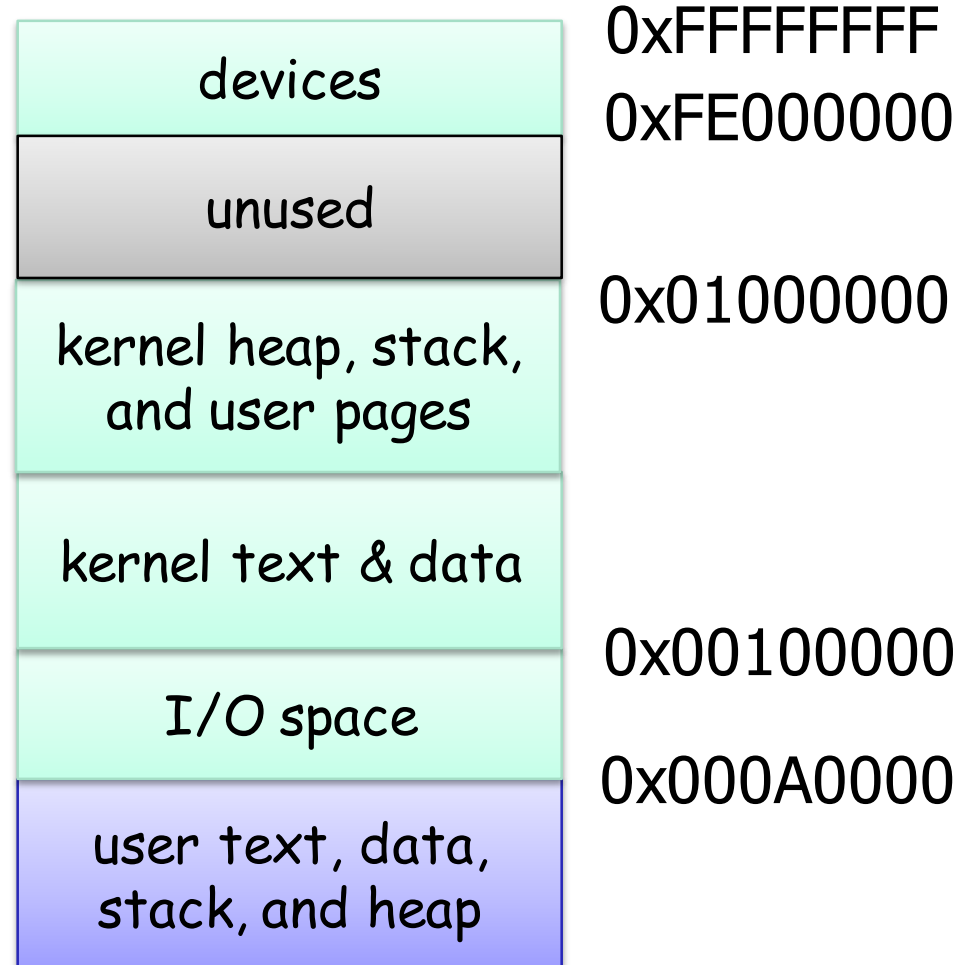 0xFFFFFFFF
devices
0xFE000000
unused
0x01000000
kernel heap, stack,
and user pages
kernel text & data
0x00100000
I/O space
0x000A0000
user text, data,
stack, and heap